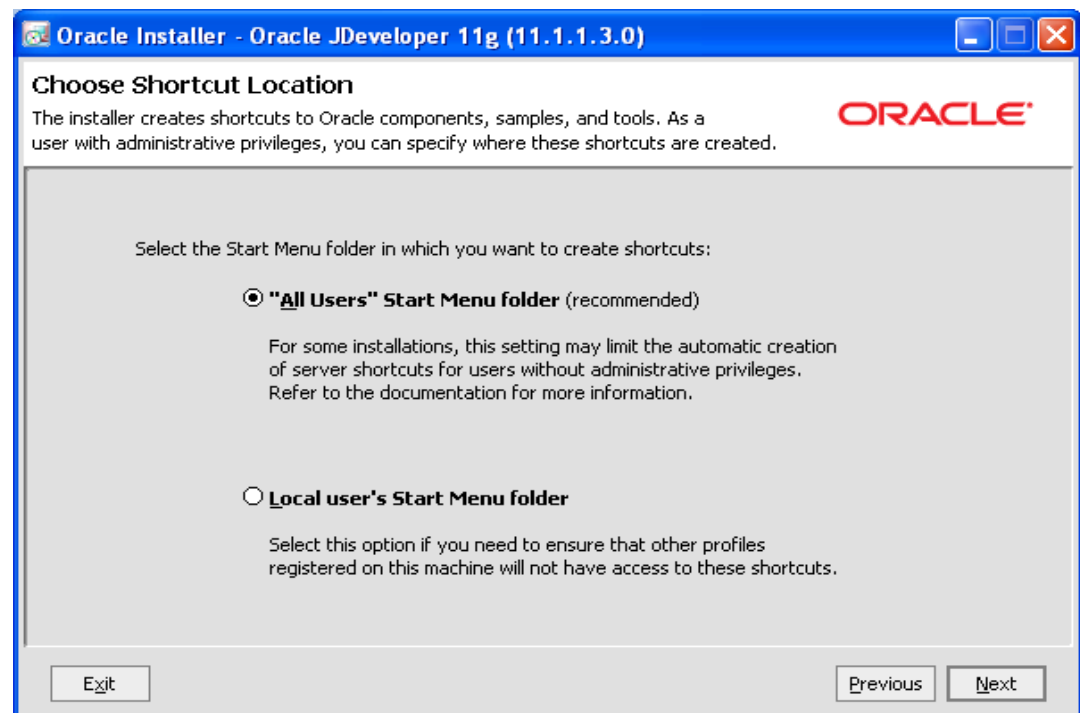 Oracle Installer - Oracle JDeveloper 11g (11.1.1.3.0)
Choose Shortcut Location
The installer creates shortcuts to Oracle components, samples, and tools. As a
user with administrative privileges, you can specify where these shortcuts are created.
ORACLE
Select the Start Menu folder in which you want to create shortcuts:
"All Users" Start Menu folder (recommended)
For some installations, this setting may limit the automatic creation
of server shortcuts for users without administrative privileges.
Refer to the documentation for more information.
Local user's Start Menu folder
Select this option if you need to ensure that other profiles
registered on this machine will not have access to these shortcuts.
Exit Previous Next